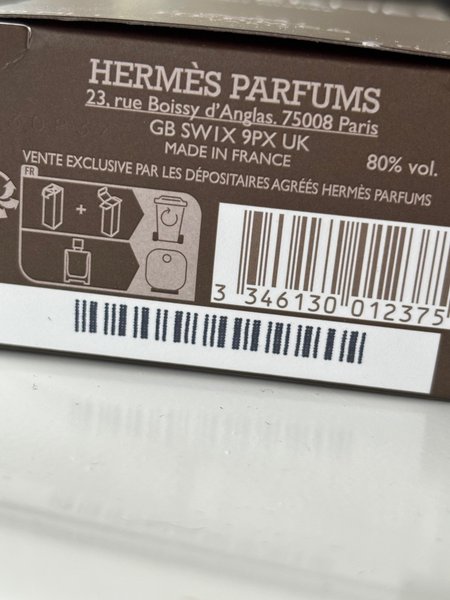 HERMÈS PARFUMS
23, rue Boissy d'Anglas. 75008 Paris
GB SW1X 9PX UK
MADE IN FRANCE
80% vol.
VENTE EXCLUSIVE PAR LES DÉPOSITAIRES AGRÉÉS HERMÈS PARFUMS
FR
+
3 346130 012375